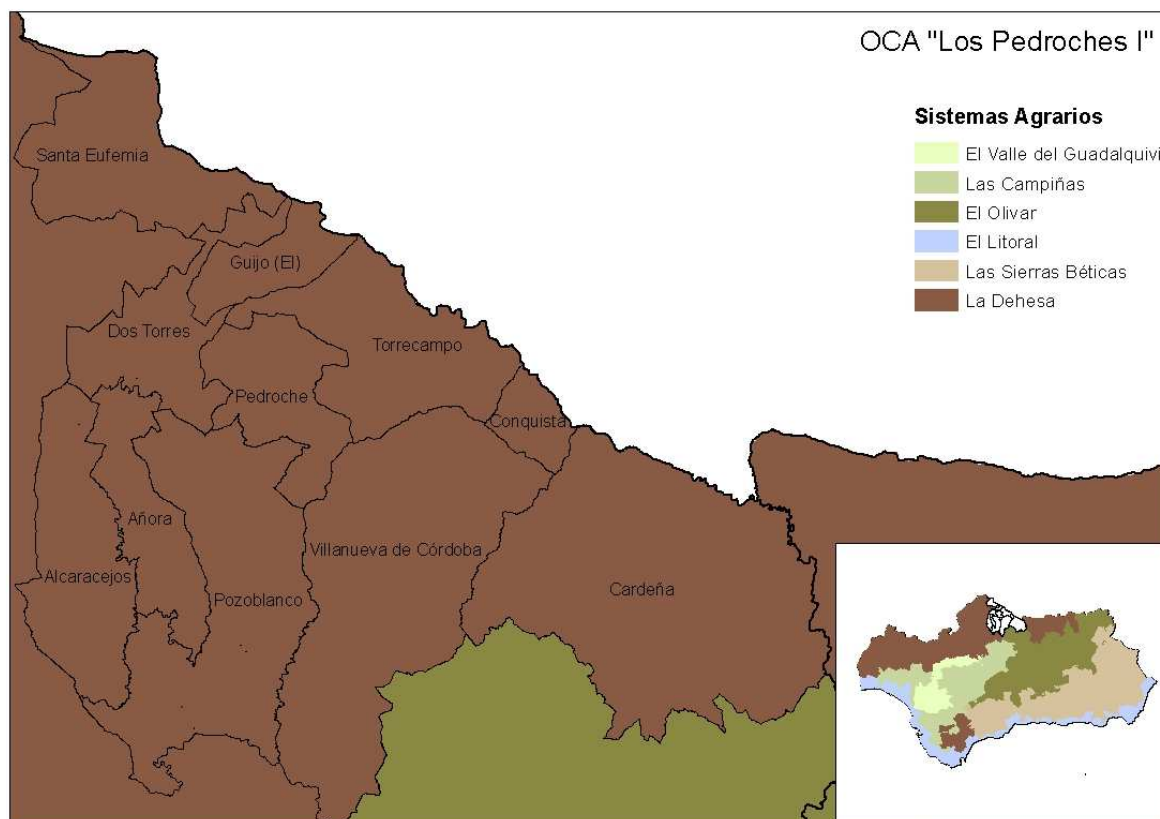 OCA "Los Pedroches I"
Sistemas Agrarios
El Valle del Guadalquivi
Las Campiñas
El Olivar
El Litoral
Las Sierras Béticas
La Dehesa
Santa Eufemia
Guijo (El)
Dos Torres
Torrecampo
Pedroche
Conquista
Añora
Villanueva de Córdoba
Alcaracejos
Pozoblanco
Cardeña